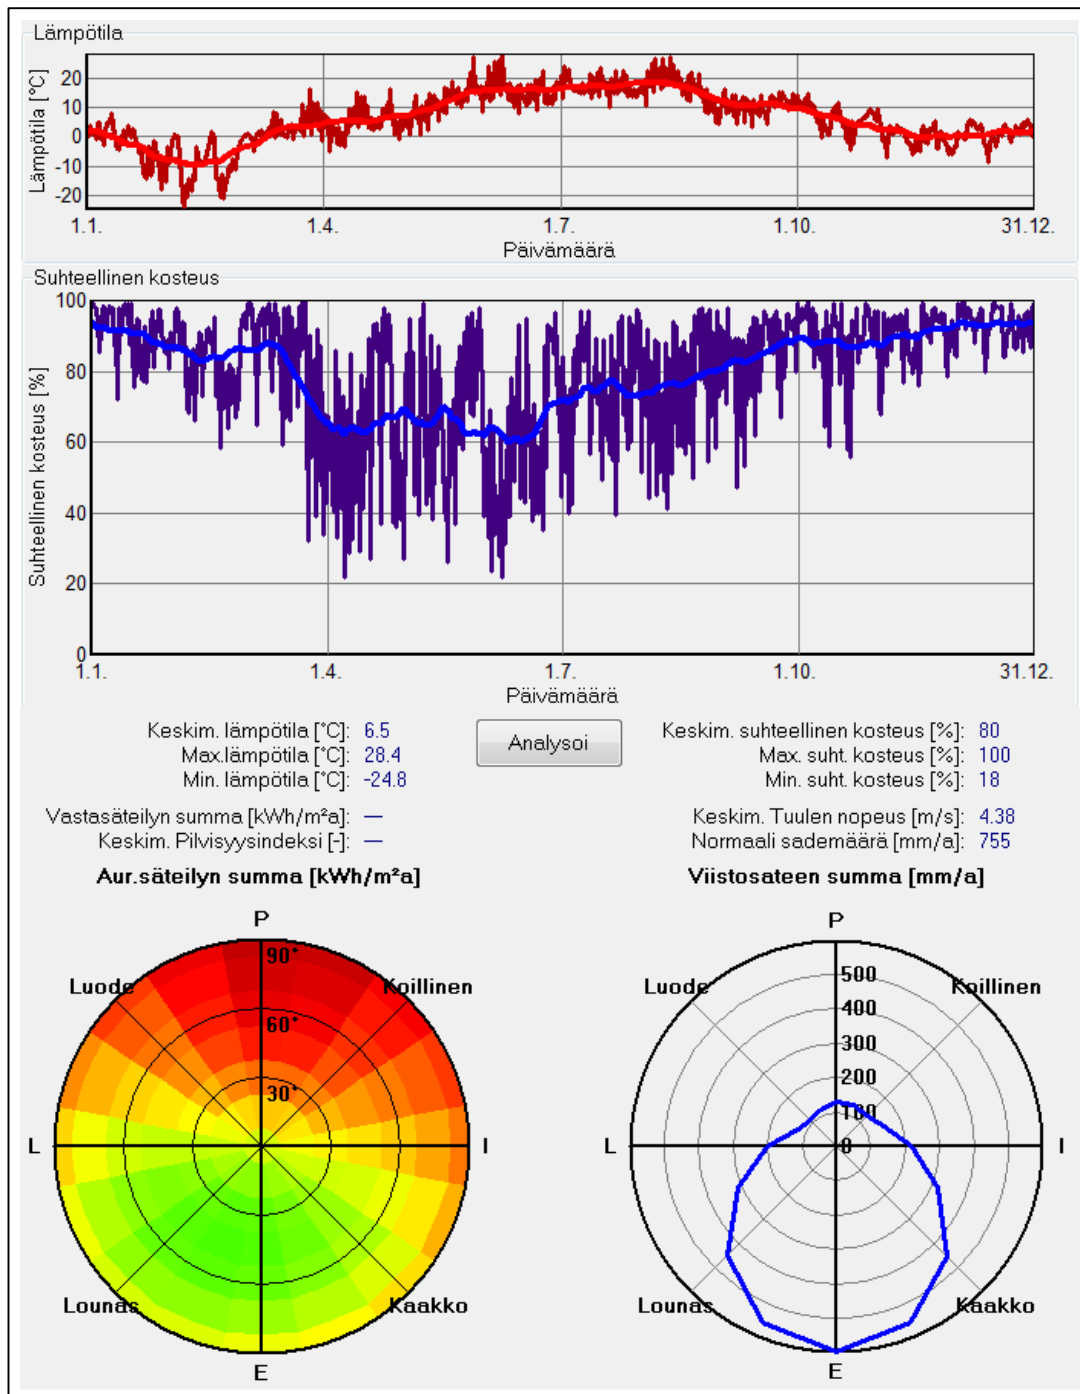 Lämpötila
Lämpötila [°C]
20
10
0
-10
-20
1.1.
1.4.
1.7.
1.10.
31.12.
Päivämäärä
Suhteellinen kosteus
Suhteellinen kosteus [%]
100
80
60
40
20
0
1.1.
1.4.
1.7.
1.10.
31.12.
Päivämäärä
Keskim. lämpötila [°C]: 6.5
Max.lämpötila [°C]: 28.4
Min. lämpötila [°C]: -24.8
Analysoi
Keskim. suhteellinen kosteus [%]: 80
Max. suht. kosteus [%]: 100
Min. suht. kosteus [%]: 18
Vastasäteilyn summa [kWh/m²a]: —
Keskim. Pilvisyysindeksi [-]: —
Keskim. Tuulen nopeus [m/s]: 4.38
Normaali sademäärä [mm/a]: 755
Aur.säteilyn summa [kWh/m²a]
P
90°
Luode
Koillinen
60°
30°
L
I
Lounas
Kaakko
E
Viistosateen summa [mm/a]
P
500
Luode
Koillinen
400
300
200
100
L
0
I
Lounas
Kaakko
E